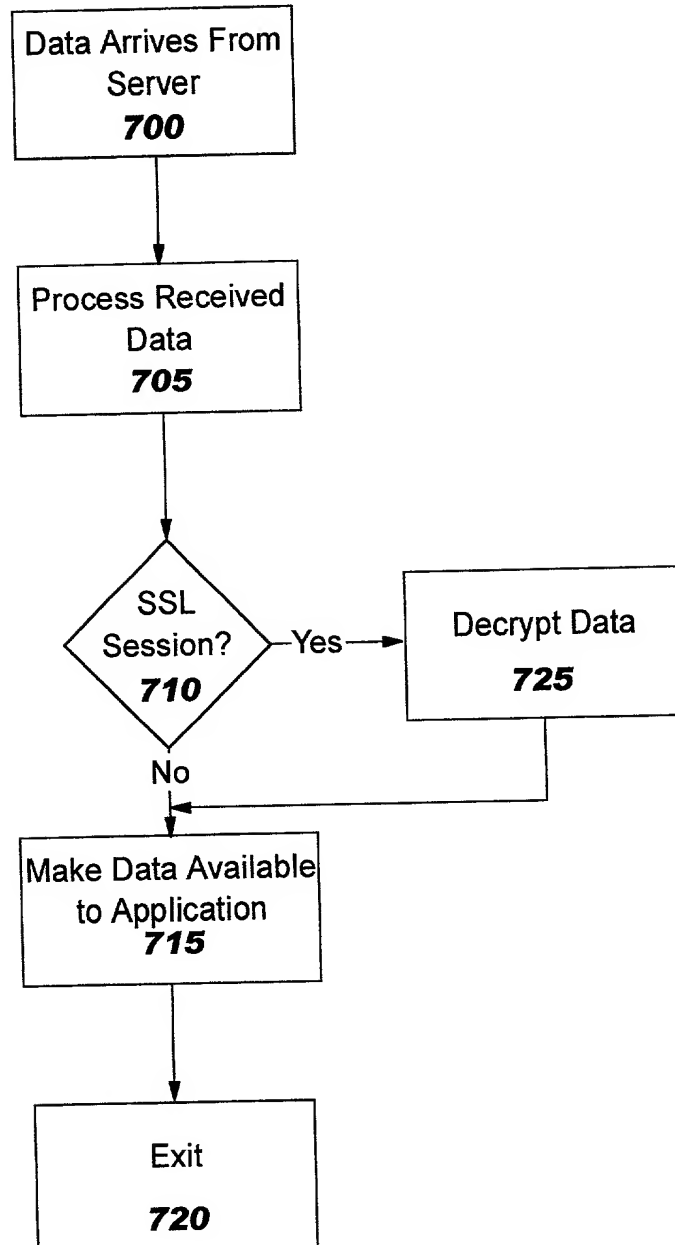 Data Arrives From
Server
700
Process Received
Data
705
SSL
Session?
710
Yes
Decrypt Data
725
No
Make Data Available
to Application
715
Exit
720